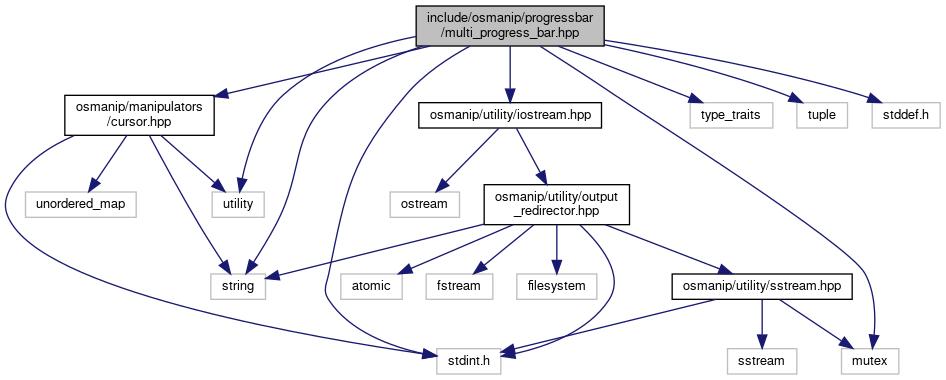 include/osmanip/progressbar
/multi_progress_bar.hpp
osmanip/manipulators
/cursor.hpp
osmanip/utility/iostream.hpp
type_traits
tuple
stddef.h
unordered_map
utility
ostream
osmanip/utility/output
_redirector.hpp
string
atomic
fstream
filesystem
osmanip/utility/sstream.hpp
stdint.h
sstream
mutex